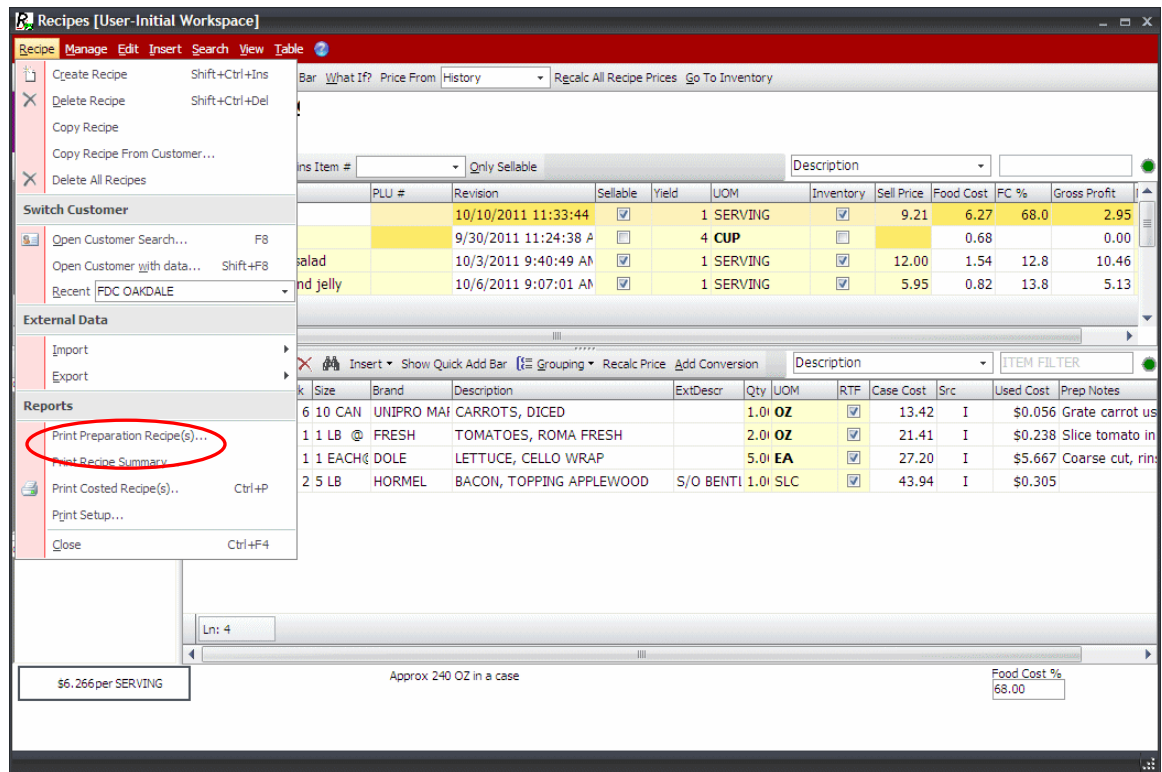 Recipes [User-Initial Workspace]
Recipe Manage Edit Insert Search View Table
Create Recipe Shift+Ctrl+Ins
Bar What If? Price From History Recalc All Recipe Prices Go To Inventory
Delete Recipe Shift+Ctrl+Del
Copy Recipe
Copy Recipe From Customer...
ins Item # Only Sellable Description
Delete All Recipes
PLU # Revision Sellable Yield UOM Inventory Sell Price Food Cost FC % Gross Profit
Switch Customer
10/10/2011 11:33:44 1 SERVING 9.21 6.27 68.0 2.95
Open Customer Search... F8
9/30/2011 11:24:38 A 4 CUP 0.68 0.00
Open Customer with data... Shift+F8
salad 10/3/2011 9:40:49 AM 1 SERVING 12.00 1.54 12.8 10.46
Recent FDC OAKDALE
nd jelly 10/6/2011 9:07:01 AM 1 SERVING 5.95 0.82 13.8 5.13
External Data
Import
Insert Show Quick Add Bar Grouping Recalc Price Add Conversion Description ITEM FILTER
Export
k Size Brand Description ExtDescr Qty UOM RTF Case Cost Src Used Cost Prep Notes
Reports
6 10 CAN UNIPRO MAF CARROTS, DICED 1.0 OZ 13.42 I $0.056 Grate carrot us
Print Preparation Recipe(s)...
1 1 LB @ FRESH TOMATOES, ROMA FRESH 2.0 OZ 21.41 I $0.238 Slice tomato in
Print Recipe Summary
1 1 EACH@ DOLE LETTUCE, CELLO WRAP 5.0 EA 27.20 I $5.667 Coarse cut, rin
Print Costed Recipe(s).. Ctrl+P
2 5 LB HORMEL BACON, TOPPING APPLEWOOD S/O BENTL 1.0 SLC 43.94 I $0.305
Print Setup...
Close Ctrl+F4
Ln: 4
$6.266 per SERVING
Approx 240 OZ in a case
Food Cost %
68.00